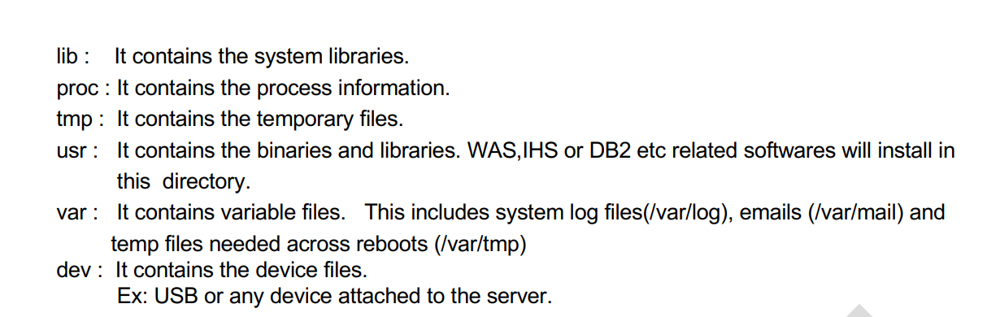 lib : It contains the system libraries.
proc : It contains the process information.
tmp : It contains the temporary files.
usr : It contains the binaries and libraries. WAS,IHS or DB2 etc related softwares will install in
this directory.
var : It contains variable files. This includes system log files(/var/log), emails (/var/mail) and
temp files needed across reboots (/var/tmp)
dev : It contains the device files.
Ex: USB or any device attached to the server.